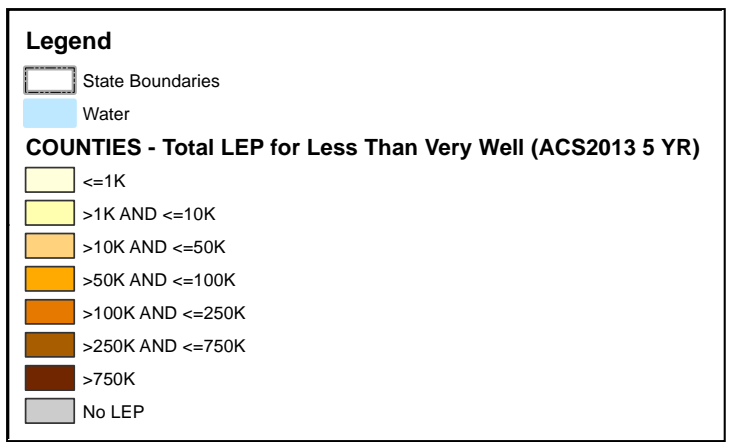 Legend
State Boundaries
Water
COUNTIES - Total LEP for Less Than Very Well (ACS2013 5 YR)
<=1K
>1K AND <=10K
>10K AND <=50K
>50K AND <=100K
>100K AND <=250K
>250K AND <=750K
>750K
No LEP